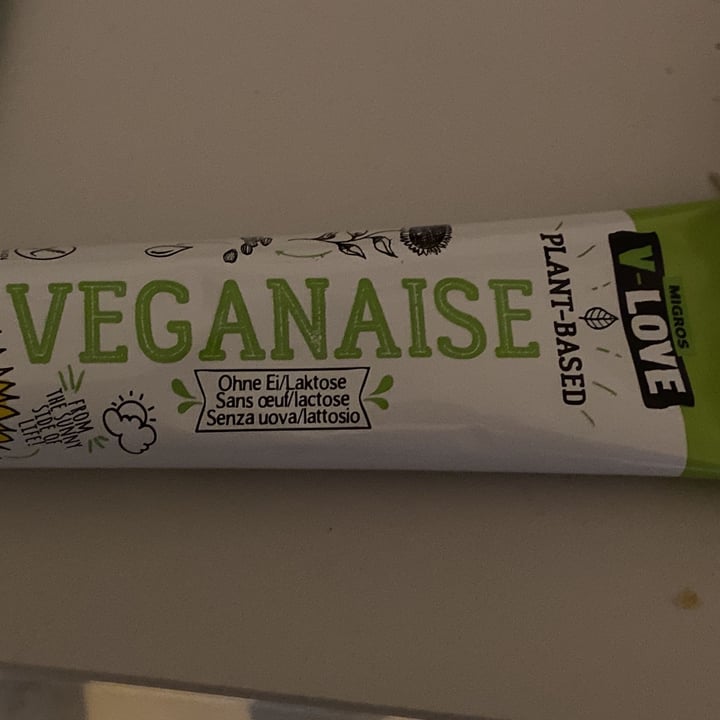 VEGANAISE
Ohne Ei/Laktose
Sans œuf/lactose
Senza uova/lattosio
FROM
THE SUNNY
SIDE OF
LIFE!
PLANT-BASED
MIGROS
V-LOVE